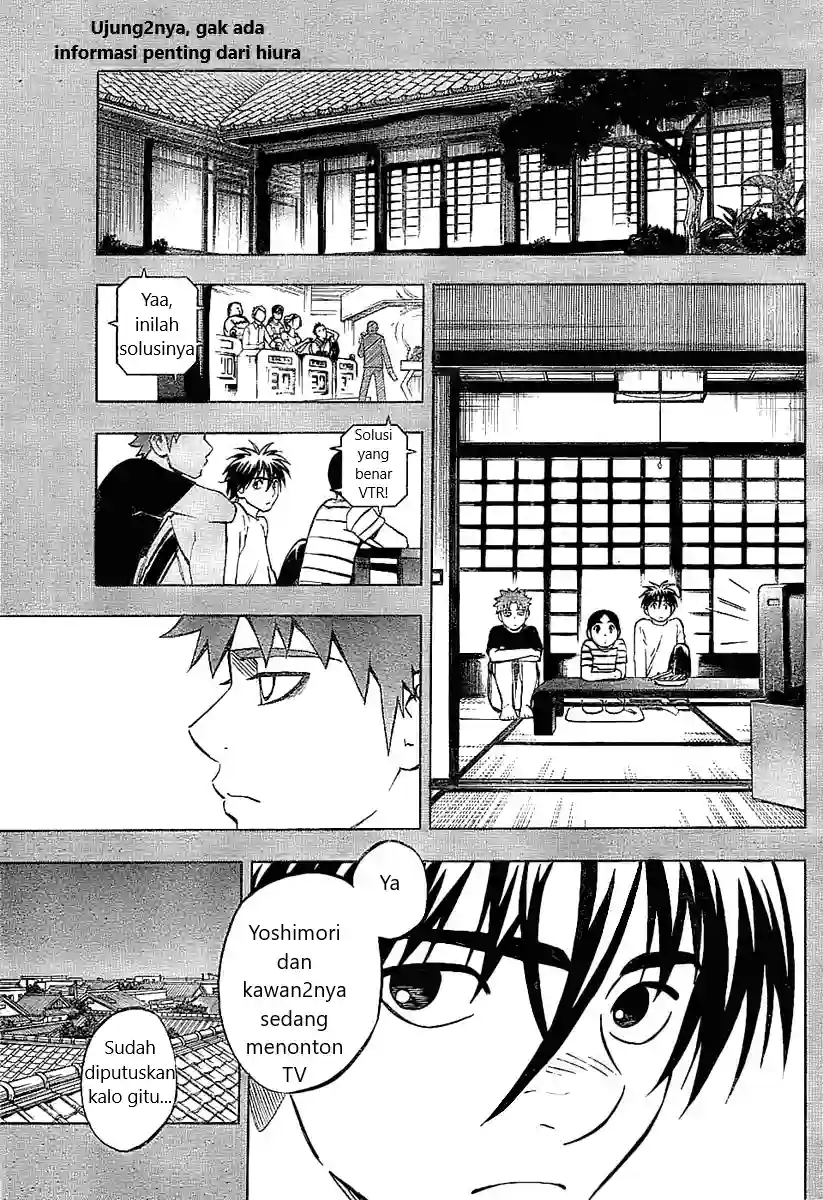 Ujung2nya, gak ada
informasi penting dari hiura
Yaa,
inilah
solusinya
Solusi
yang
benar
VTR!
Ya
Yoshimori
dan
kawan2nya
sedang
menonton
TV
Sudah
diputuskan
kalo gitu...